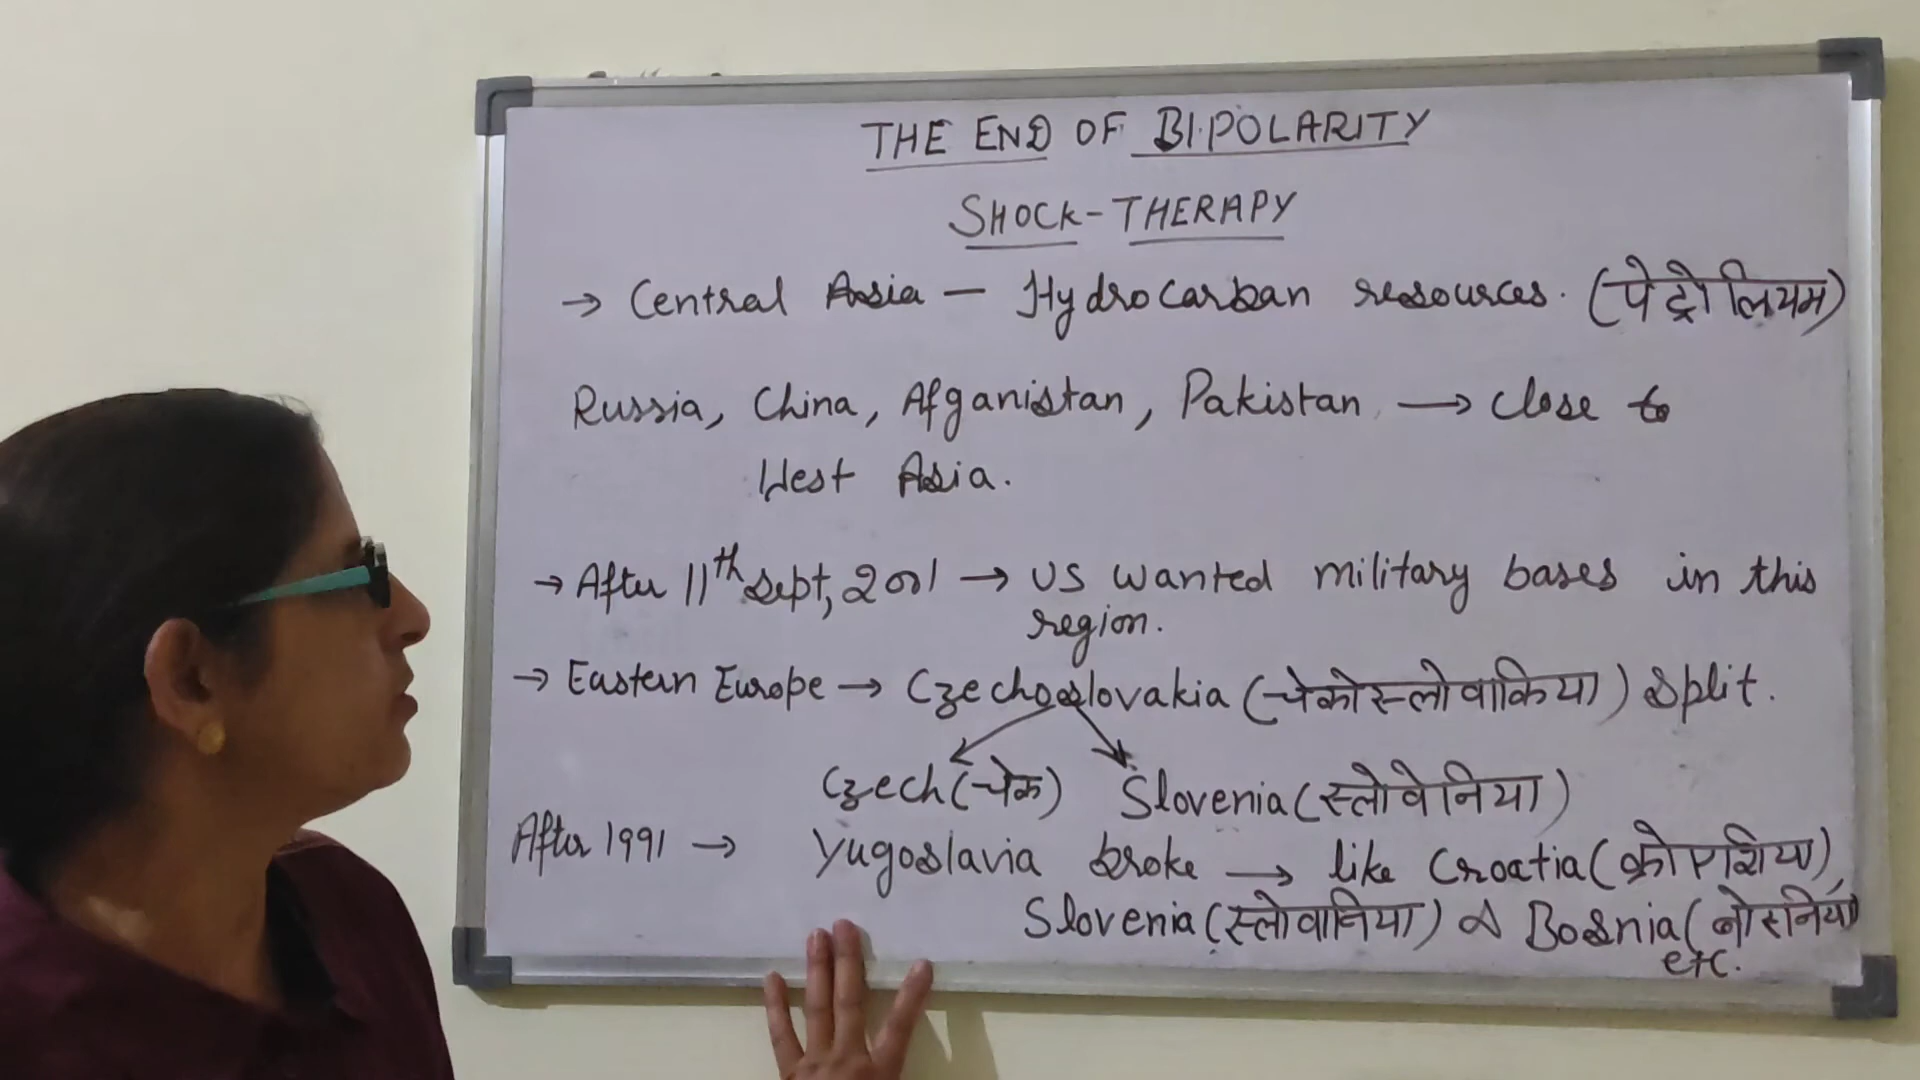 THE END OF BIPOLARITY
SHOCK-THERAPY
→ Central Asia — Hydrocarban resources. (पेट्रोलियम)
Russia, China, Afganistan, Pakistan → close to
West Asia.
→ After 11th Sept, 2001 → US wanted military bases in this
region.
→ Eastern Europe → Czechoslovakia (चेकोस्लोवाकिया) split.
Czech (चेक) Slovenia (स्लोवेनिया)
After 1991 → Yugoslavia broke → like Croatia (क्रोएशिया),
Slovenia (स्लोवानिया) & Bosnia (बोस्निया)
etc.